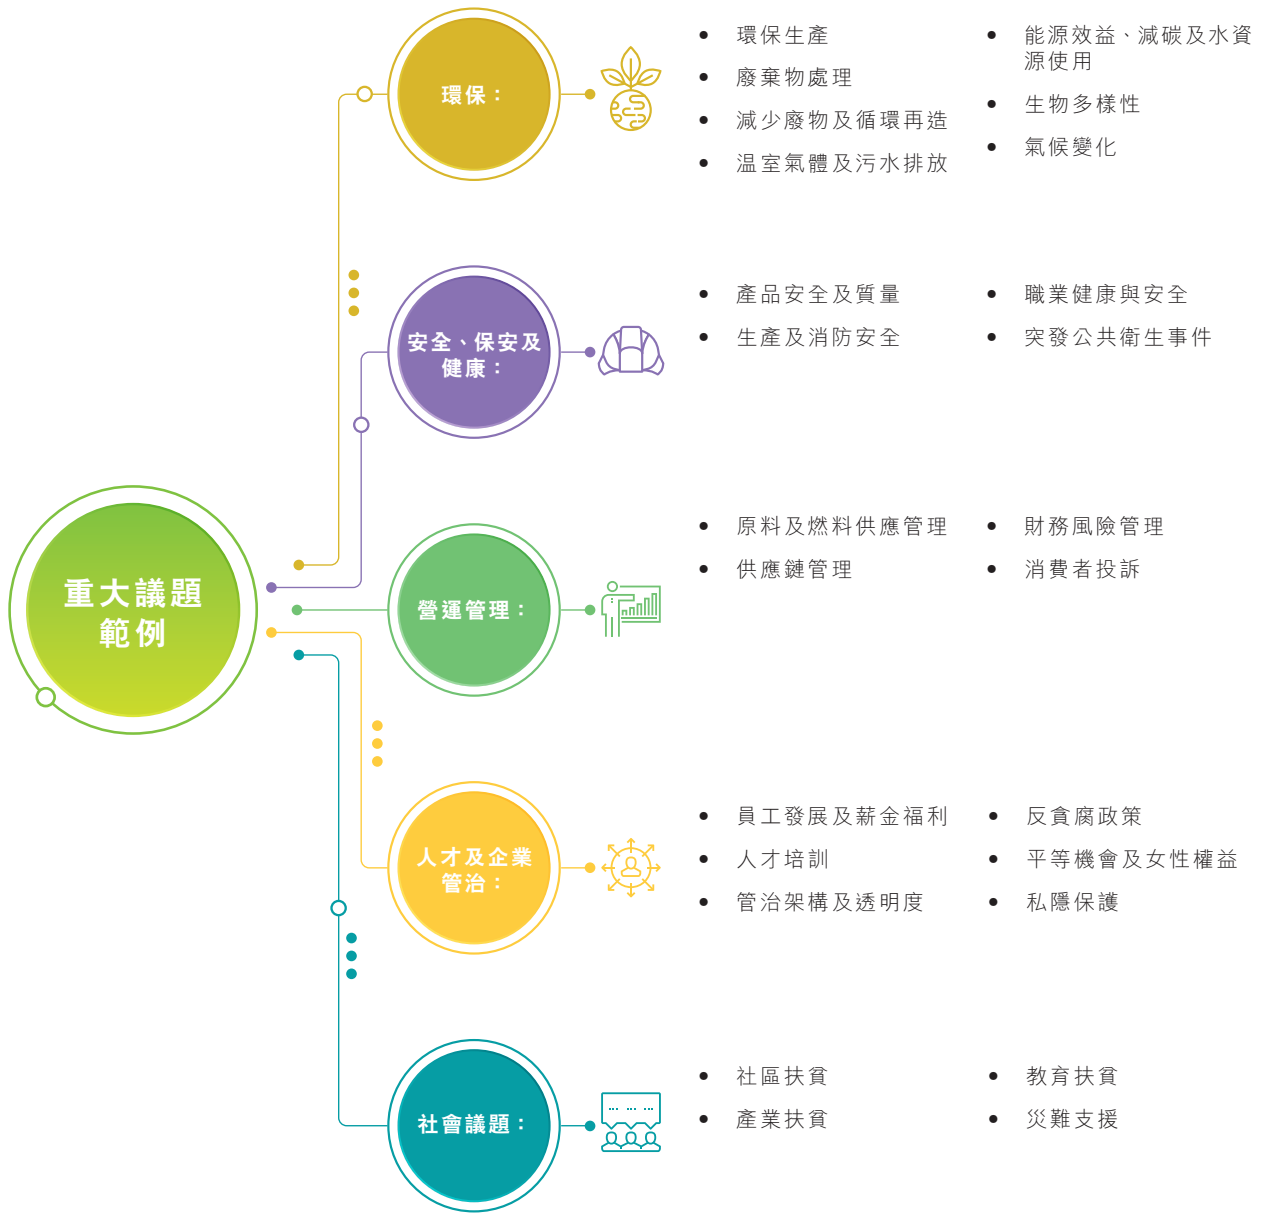 重大議題
範例
環保：
環保生產
廢棄物處理
減少廢物及循環再造
温室氣體及污水排放
能源效益、減碳及水資
源使用
生物多樣性
氣候變化
安全、保安及
健康：
產品安全及質量
生產及消防安全
職業健康與安全
突發公共衛生事件
營運管理：
原料及燃料供應管理
供應鏈管理
財務風險管理
消費者投訴
人才及企業
管治：
員工發展及薪金福利
人才培訓
管治架構及透明度
反貪腐政策
平等機會及女性權益
私隱保護
社會議題：
社區扶貧
產業扶貧
教育扶貧
災難支援